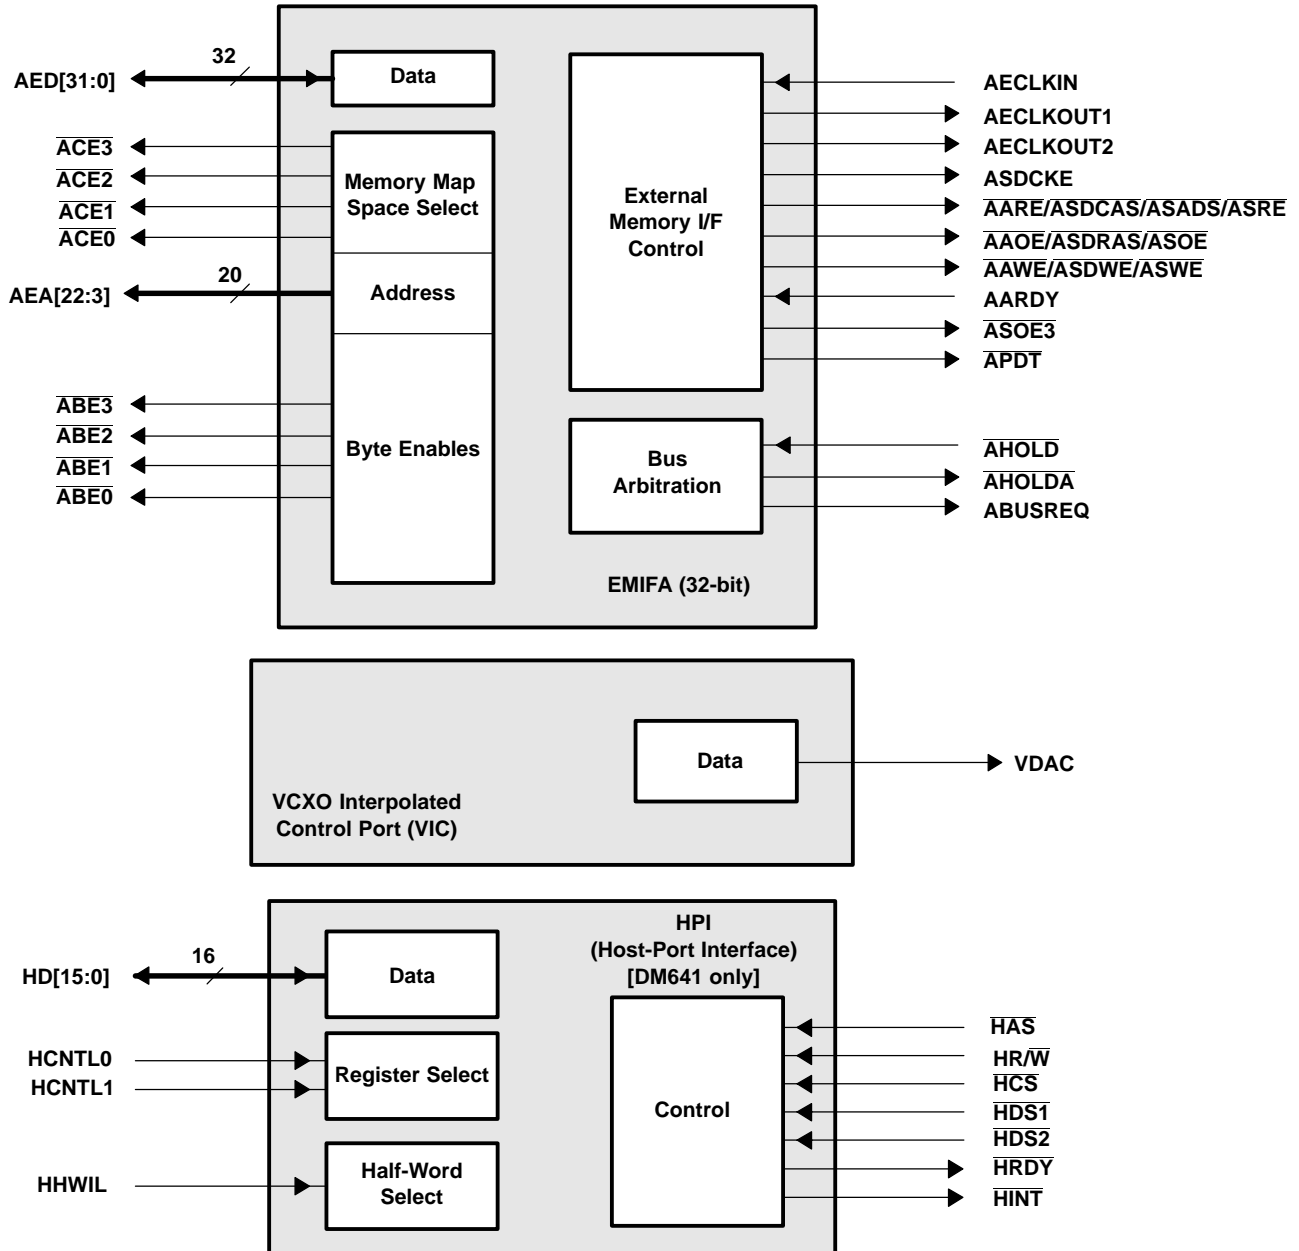 32
AED[31:0]
Data
ACE3
ACE2
ACE1
ACE0
Memory Map
Space Select
20
AEA[22:3]
Address
ABE3
ABE2
ABE1
ABE0
Byte Enables
External
Memory I/F
Control
AECLKIN
AECLKOUT1
AECLKOUT2
ASDCKE
AARE/ASDCAS/ASADS/ASRE
AAOE/ASDRAS/ASOE
AAWE/ASDWE/ASWE
AARDY
ASOE3
APDT
Bus
Arbitration
AHOLD
AHOLDA
ABUSREQ
EMIFA (32-bit)
Data
VDAC
VCXO Interpolated
Control Port (VIC)
HPI
(Host-Port Interface)
[DM641 only]
16
HD[15:0]
Data
HCNTL0
HCNTL1
Register Select
HHWIL
Half-Word
Select
Control
HAS
HR/W
HCS
HDS1
HDS2
HRDY
HINT